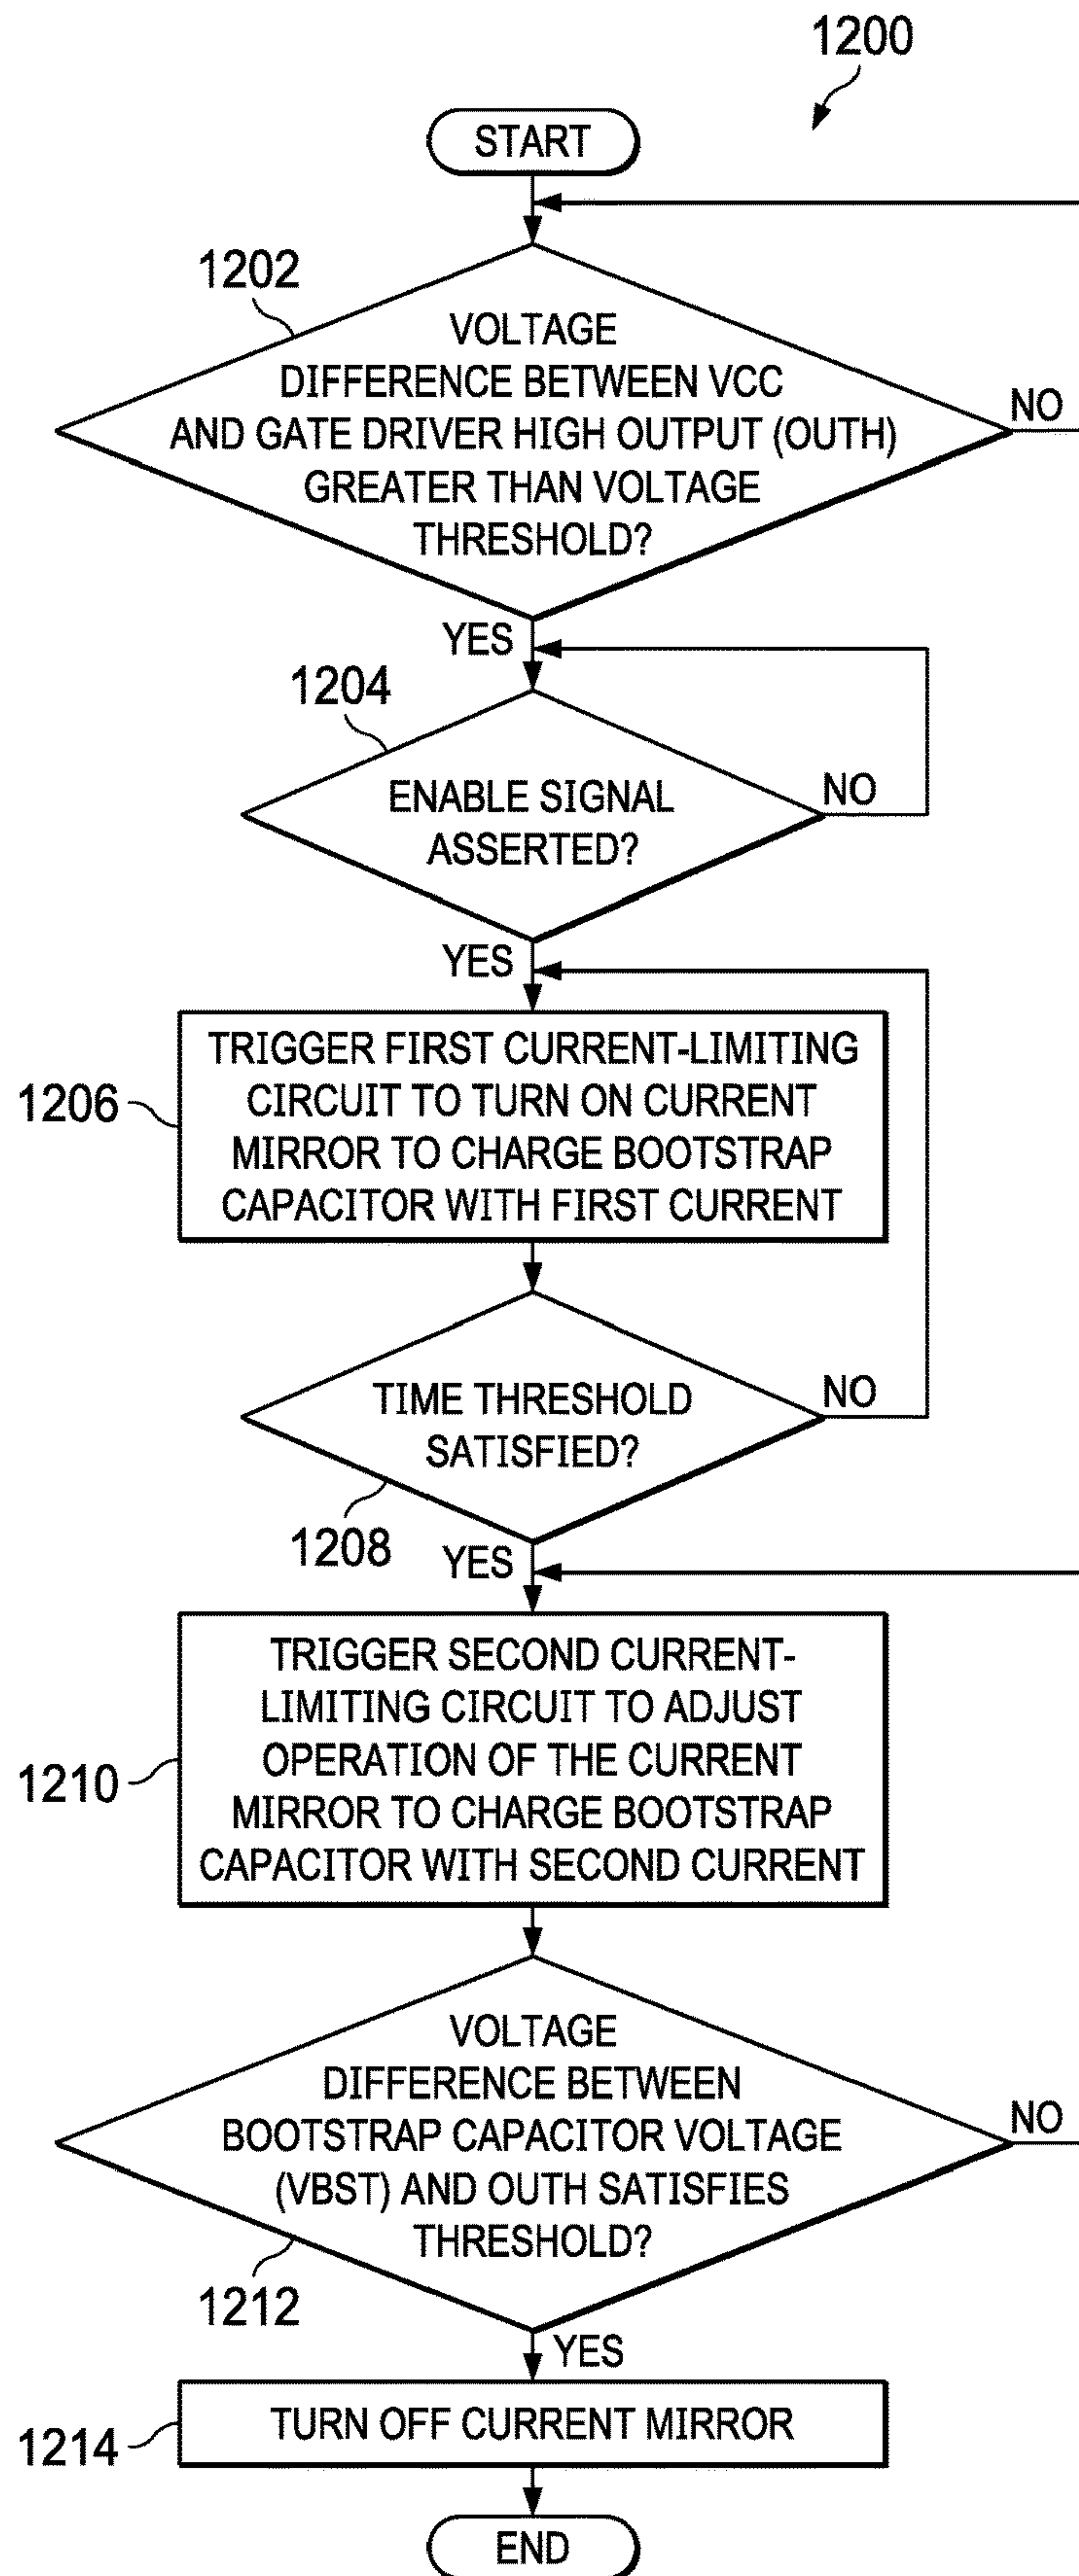 1200
START
1202
VOLTAGE
DIFFERENCE BETWEEN VCC
AND GATE DRIVER HIGH OUTPUT (OUTH)
GREATER THAN VOLTAGE
THRESHOLD?
NO
YES
1204
ENABLE SIGNAL
ASSERTED?
NO
YES
1206
TRIGGER FIRST CURRENT-LIMITING
CIRCUIT TO TURN ON CURRENT
MIRROR TO CHARGE BOOTSTRAP
CAPACITOR WITH FIRST CURRENT
TIME THRESHOLD
SATISFIED?
NO
1208
YES
1210
TRIGGER SECOND CURRENT-
LIMITING CIRCUIT TO ADJUST
OPERATION OF THE CURRENT
MIRROR TO CHARGE BOOTSTRAP
CAPACITOR WITH SECOND CURRENT
VOLTAGE
DIFFERENCE BETWEEN
BOOTSTRAP CAPACITOR VOLTAGE
(VBST) AND OUTH SATISFIES
THRESHOLD?
NO
1212
YES
1214
TURN OFF CURRENT MIRROR
END